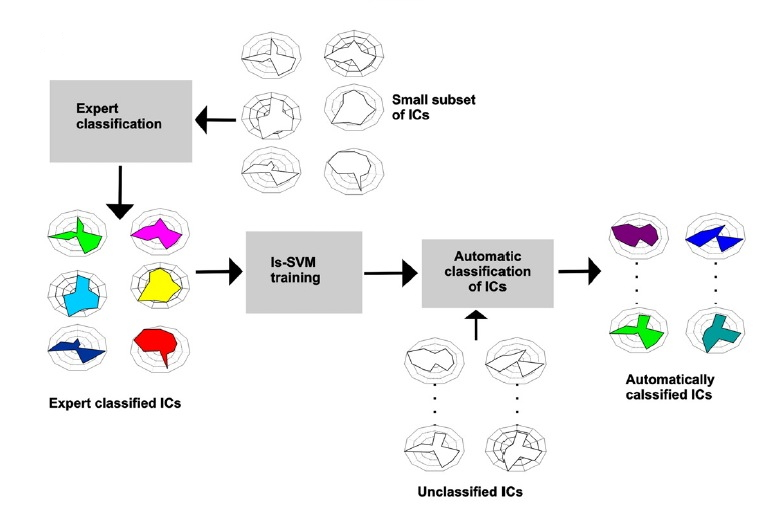 Small subset
of ICs
Expert
classification
Is-SVM
training
Automatic
classification
of ICs
Expert classified ICs
Unclassified ICs
Automatically
calssified ICs